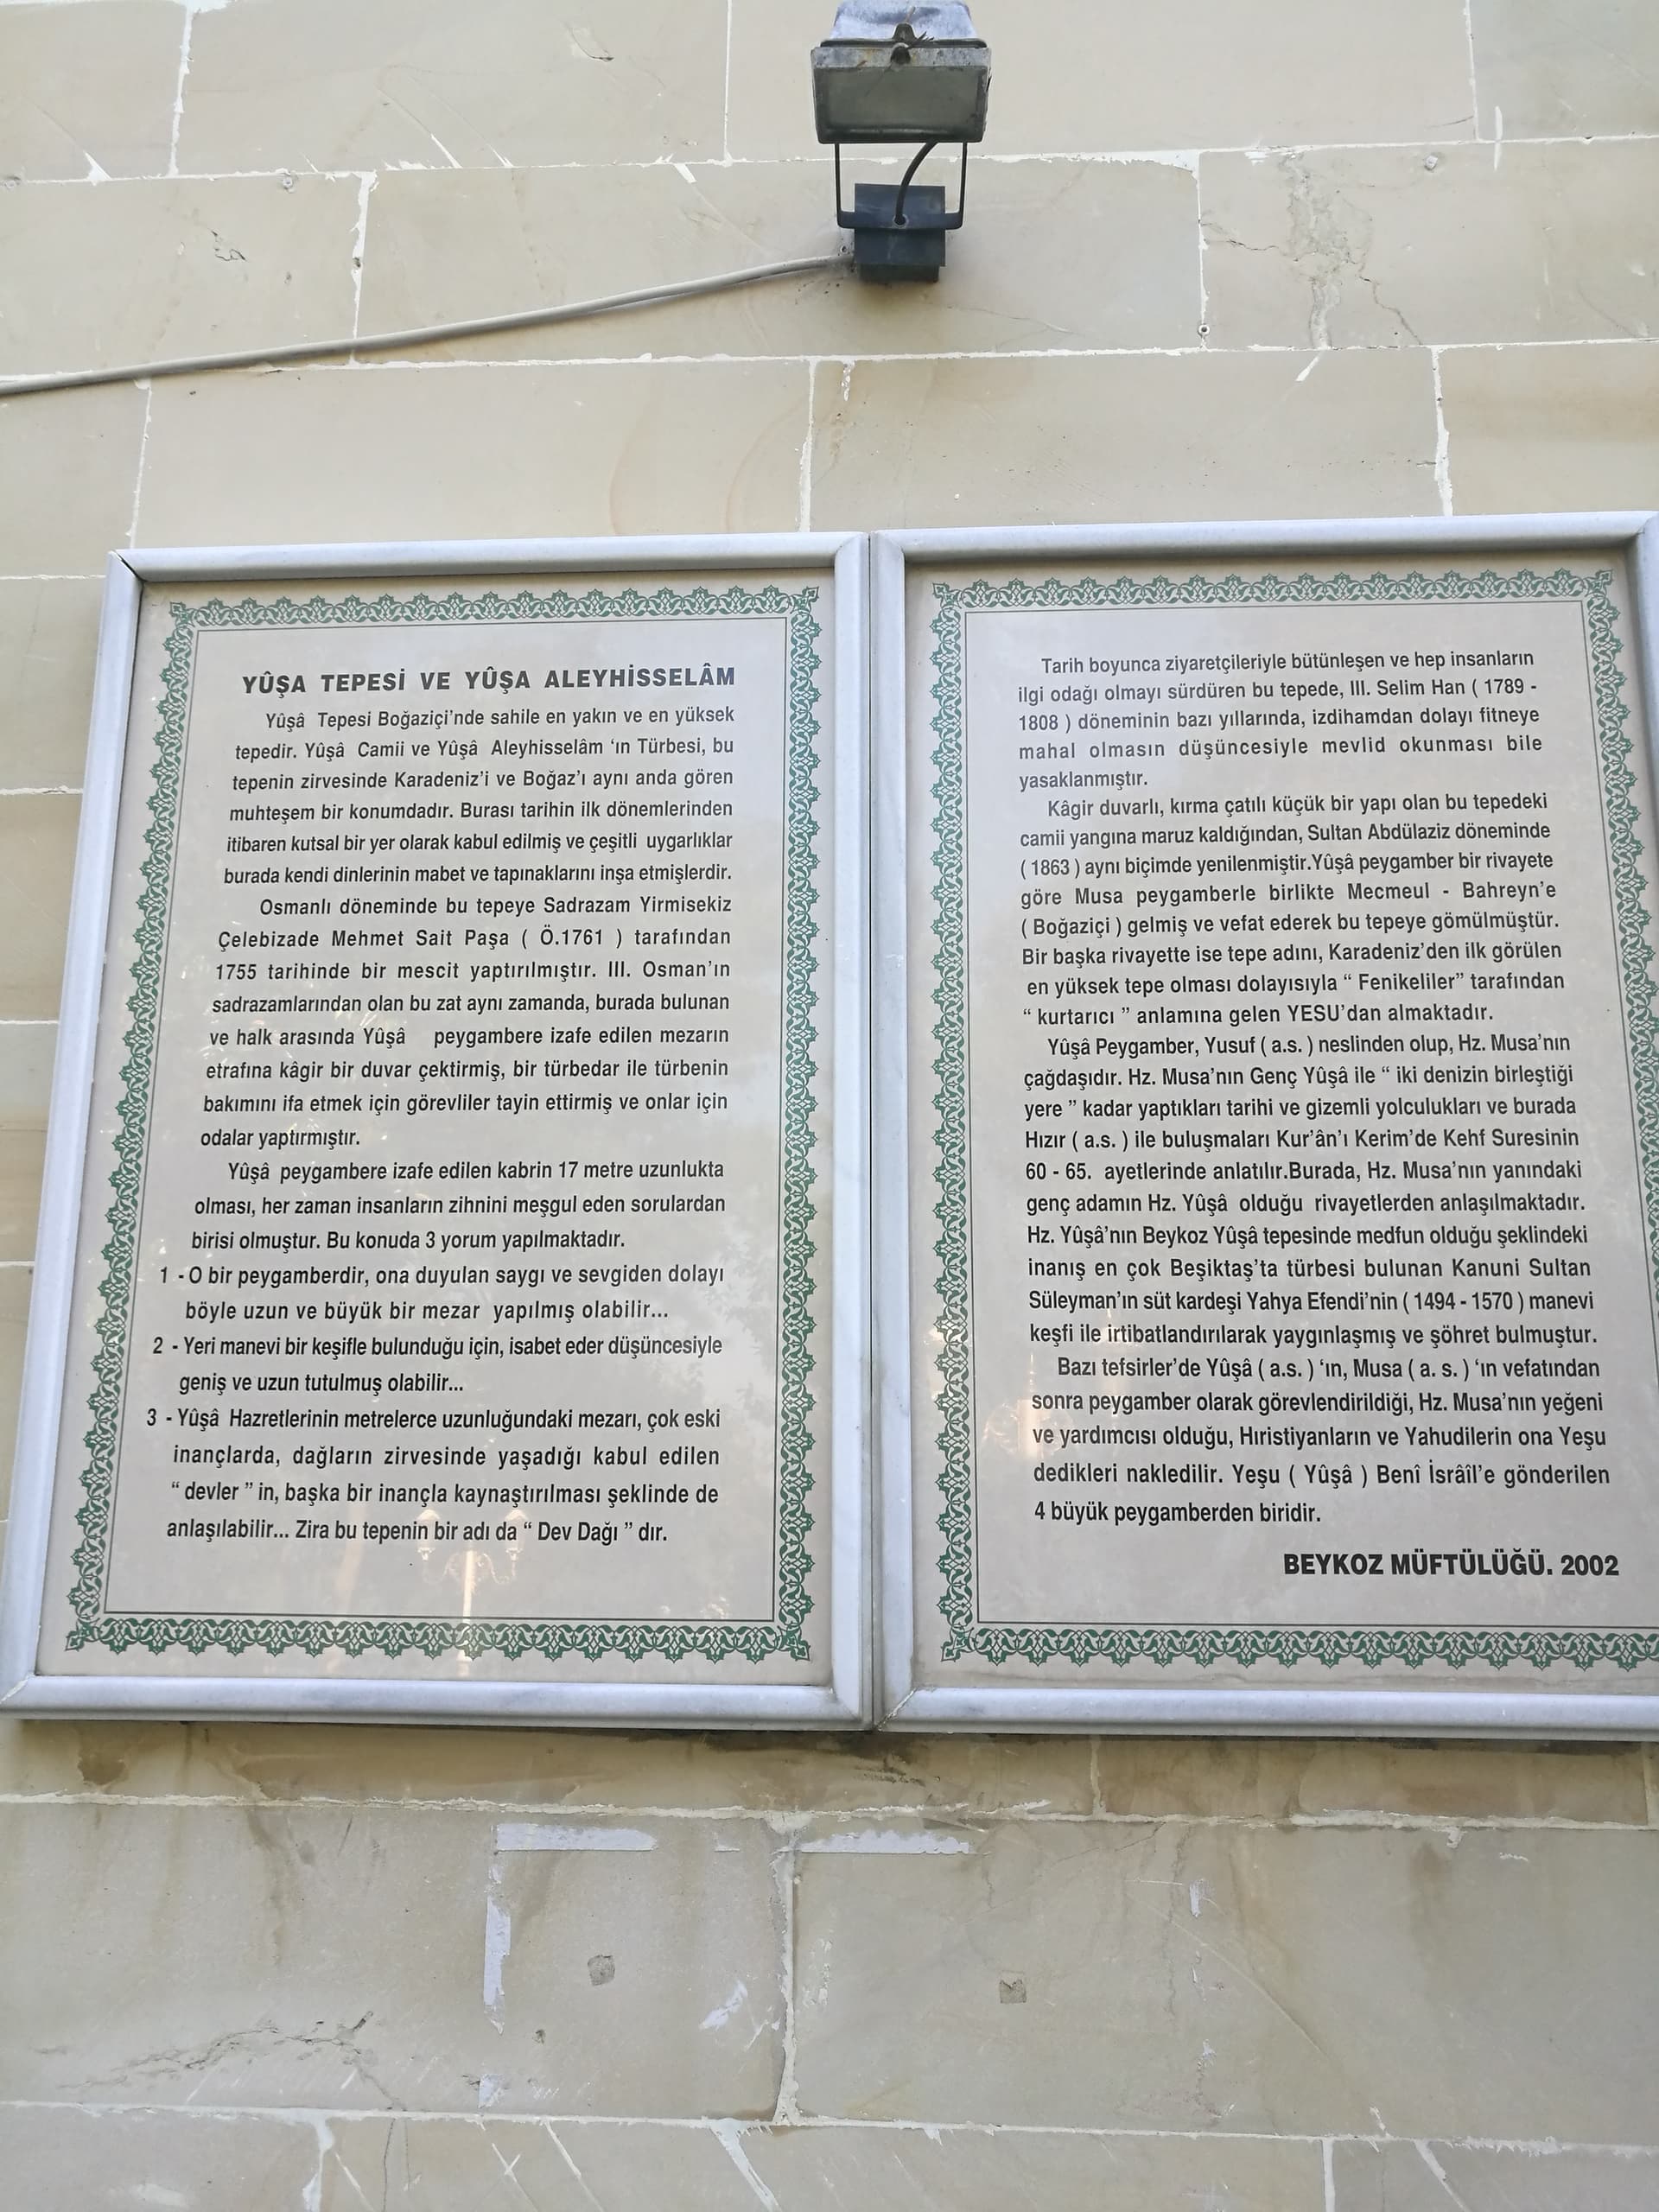 YÛŞA TEPESİ VE YÛŞA ALEYHİSSELÂM
Yûşâ Tepesi Boğaziçi'nde sahile en yakın ve en yüksek
tepedir. Yûşâ Camii ve Yûşâ Aleyhisselâm 'ın Türbesi, bu
tepenin zirvesinde Karadeniz'i ve Boğaz'ı aynı anda gören
muhteşem bir konumdadır. Burası tarihin ilk dönemlerinden
itibaren kutsal bir yer olarak kabul edilmiş ve çeşitli uygarlıklar
burada kendi dinlerinin mabet ve tapınaklarını inşa etmişlerdir.
Osmanlı döneminde bu tepeye Sadrazam Yirmisekiz
Çelebizade Mehmet Sait Paşa ( Ö.1761 ) tarafından
1755 tarihinde bir mescit yaptırılmıştır. III. Osman'ın
sadrazamlarından olan bu zat aynı zamanda, burada bulunan
ve halk arasında Yûşâ peygambere izafe edilen mezarın
etrafına kâgir bir duvar çektirmiş, bir türbedar ile türbenin
bakımını ifa etmek için görevliler tayin ettirmiş ve onlar için
odalar yaptırmıştır.
Yûşâ peygambere izafe edilen kabrin 17 metre uzunlukta
olması, her zaman insanların zihnini meşgul eden sorulardan
birisi olmuştur. Bu konuda 3 yorum yapılmaktadır.
1 - O bir peygamberdir, ona duyulan saygı ve sevgiden dolayı
böyle uzun ve büyük bir mezar yapılmış olabilir...
2 - Yeri manevi bir keşifle bulunduğu için, isabet eder düşüncesiyle
geniş ve uzun tutulmuş olabilir...
3 - Yûşâ Hazretlerinin metrelerce uzunluğundaki mezarı, çok eski
inançlarda, dağların zirvesinde yaşadığı kabul edilen
“ devler ” in, başka bir inançla kaynaştırılması şeklinde de
anlaşılabilir... Zira bu tepenin bir adı da “ Dev Dağı ” dır.
Tarih boyunca ziyaretçileriyle bütünleşen ve hep insanların
ilgi odağı olmayı sürdüren bu tepede, III. Selim Han ( 1789 -
1808 ) döneminin bazı yıllarında, izdihamdan dolayı fitneye
mahal olmasın düşüncesiyle mevlid okunması bile
yasaklanmıştır.
Kâgir duvarlı, kırma çatılı küçük bir yapı olan bu tepedeki
camii yangına maruz kaldığından, Sultan Abdülaziz döneminde
( 1863 ) aynı biçimde yenilenmiştir.Yûşâ peygamber bir rivayete
göre Musa peygamberle birlikte Mecmeul - Bahreyn'e
( Boğaziçi ) gelmiş ve vefat ederek bu tepeye gömülmüştür.
Bir başka rivayette ise tepe adını, Karadeniz'den ilk görülen
en yüksek tepe olması dolayısıyla “ Fenikeliler” tarafından
“ kurtarıcı ” anlamına gelen YESU'dan almaktadır.
Yûşâ Peygamber, Yusuf ( a.s. ) neslinden olup, Hz. Musa'nın
çağdaşıdır. Hz. Musa'nın Genç Yûşâ ile “ iki denizin birleştiği
yere ” kadar yaptıkları tarihi ve gizemli yolculukları ve burada
Hızır ( a.s. ) ile buluşmaları Kur'ân'ı Kerim'de Kehf Suresinin
60 - 65. ayetlerinde anlatılır.Burada, Hz. Musa'nın yanındaki
genç adamın Hz. Yûşâ olduğu rivayetlerden anlaşılmaktadır.
Hz. Yûşâ'nın Beykoz Yûşâ tepesinde medfun olduğu şeklindeki
inanış en çok Beşiktaş'ta türbesi bulunan Kanuni Sultan
Süleyman'ın süt kardeşi Yahya Efendi'nin ( 1494 - 1570 ) manevi
keşfi ile irtibatlandırılarak yaygınlaşmış ve şöhret bulmuştur.
Bazı tefsirler'de Yûşâ ( a.s. ) 'ın, Musa ( a. s. ) 'ın vefatından
sonra peygamber olarak görevlendirildiği, Hz. Musa'nın yeğeni
ve yardımcısı olduğu, Hıristiyanların ve Yahudilerin ona Yeşu
dedikleri nakledilir. Yeşu ( Yûşâ ) Benî İsrâîl'e gönderilen
4 büyük peygamberden biridir.
BEYKOZ MÜFTÜLÜĞÜ. 2002